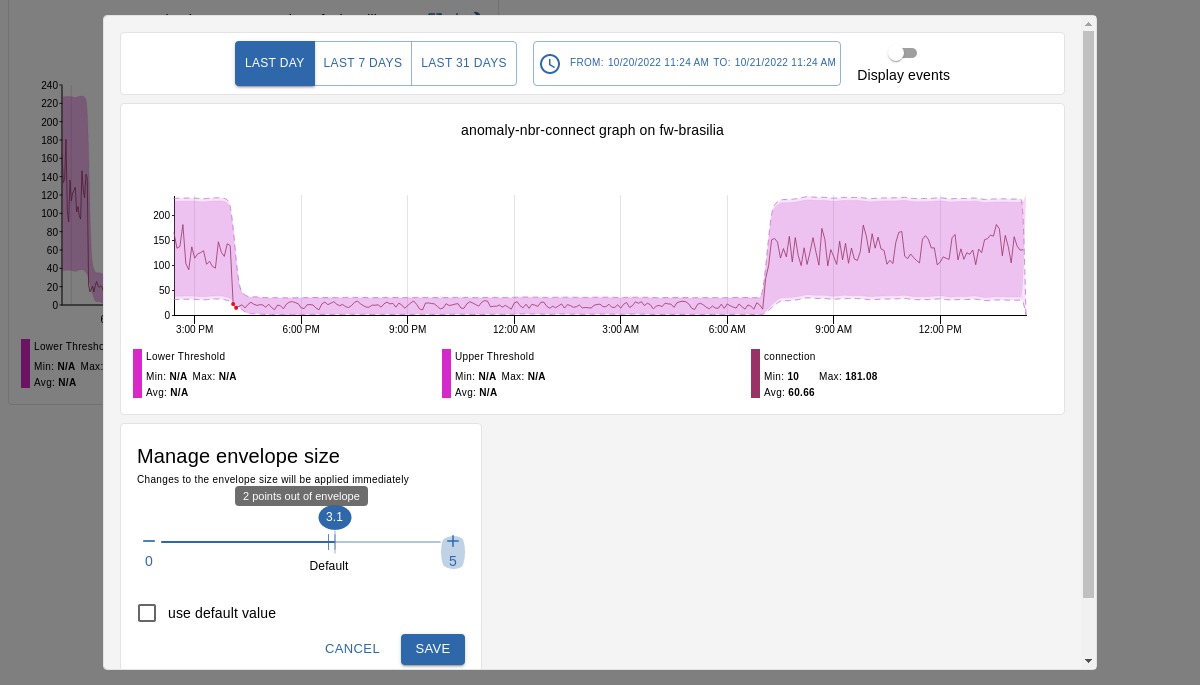 LAST DAY LAST 7 DAYS LAST 31 DAYS FROM: 10/20/2022 11:24 AM TO: 10/21/2022 11:24 AM
Display events
anomaly-nbr-connect graph on fw-brasilia
200
150
100
50
0
3:00 PM 6:00 PM 9:00 PM 12:00 AM 3:00 AM 6:00 AM 9:00 AM 12:00 PM
Lower Threshold
Min: N/A Max: N/A
Avg: N/A
Upper Threshold
Min: N/A Max: N/A
Avg: N/A
connection
Min: 10 Max: 181.08
Avg: 60.66
Manage envelope size
Changes to the envelope size will be applied immediately
2 points out of envelope
3.1
0
5
Default
use default value
CANCEL SAVE
240
220
200
180
160
140
120
100
80
60
40
20
0
Lower Thresho
Min: N/A Max:
Avg: N/A